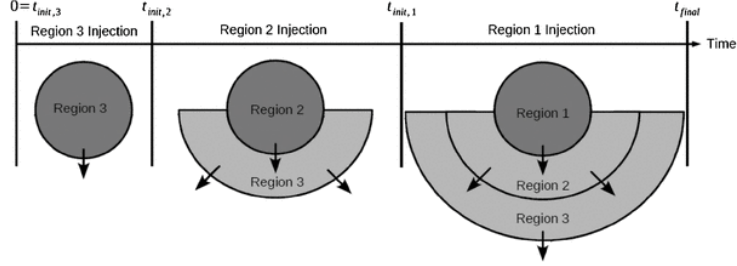 0=t_init,3 t_init,2 t_init,1 t_final
Region 3 Injection Region 2 Injection Region 1 Injection
Time
Region 3 Region 2 Region 1
Region 3 Region 2
Region 3